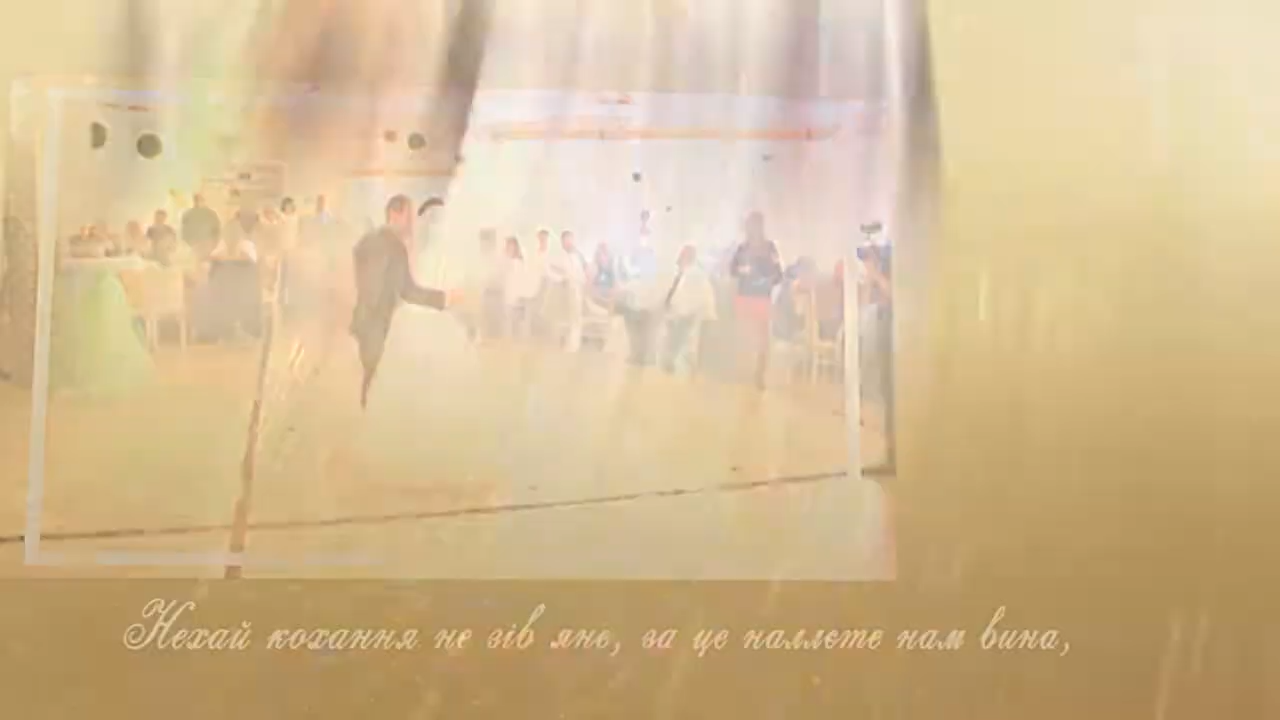 Нехай кохання не зів яне, за це наллєте нам вина,